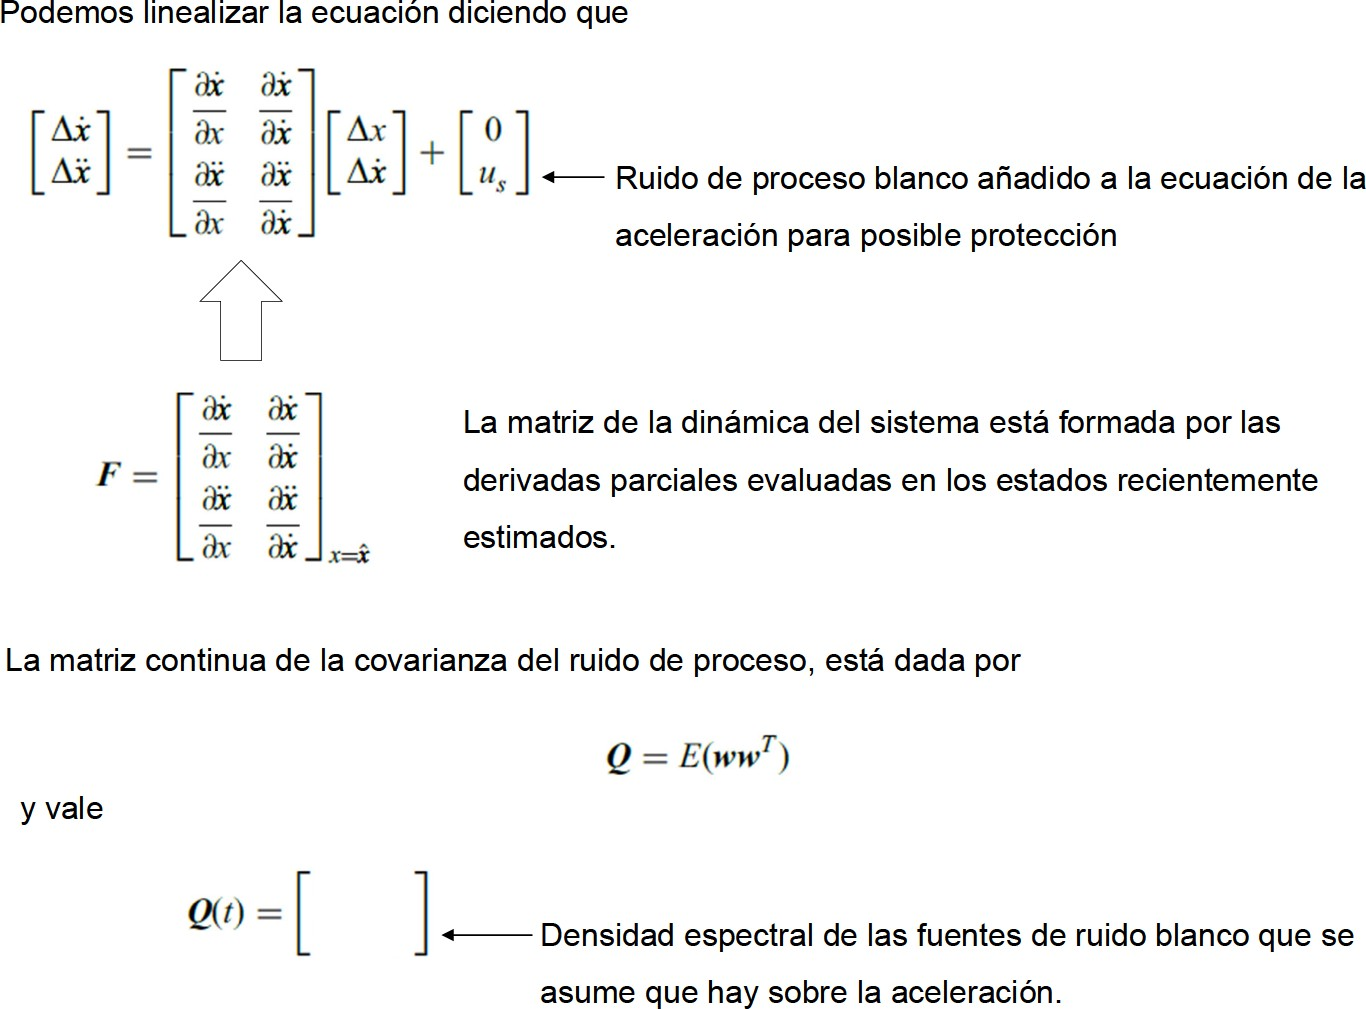 Podemos linealizar la ecuación diciendo que
[Δẋ; Δẍ] = [∂ẋ/∂x ∂ẋ/∂ẋ; ∂ẍ/∂x ∂ẍ/∂ẋ] [Δx; Δẋ] + [0; u_s]
Ruido de proceso blanco añadido a la ecuación de la
aceleración para posible protección
F = [∂ẋ/∂x ∂ẋ/∂ẋ; ∂ẍ/∂x ∂ẍ/∂ẋ]_{x=x̂}
La matriz de la dinámica del sistema está formada por las
derivadas parciales evaluadas en los estados recientemente
estimados.
La matriz continua de la covarianza del ruido de proceso, está dada por
Q = E(ww^T)
y vale
Q(t) = [ ]
Densidad espectral de las fuentes de ruido blanco que se
asume que hay sobre la aceleración.